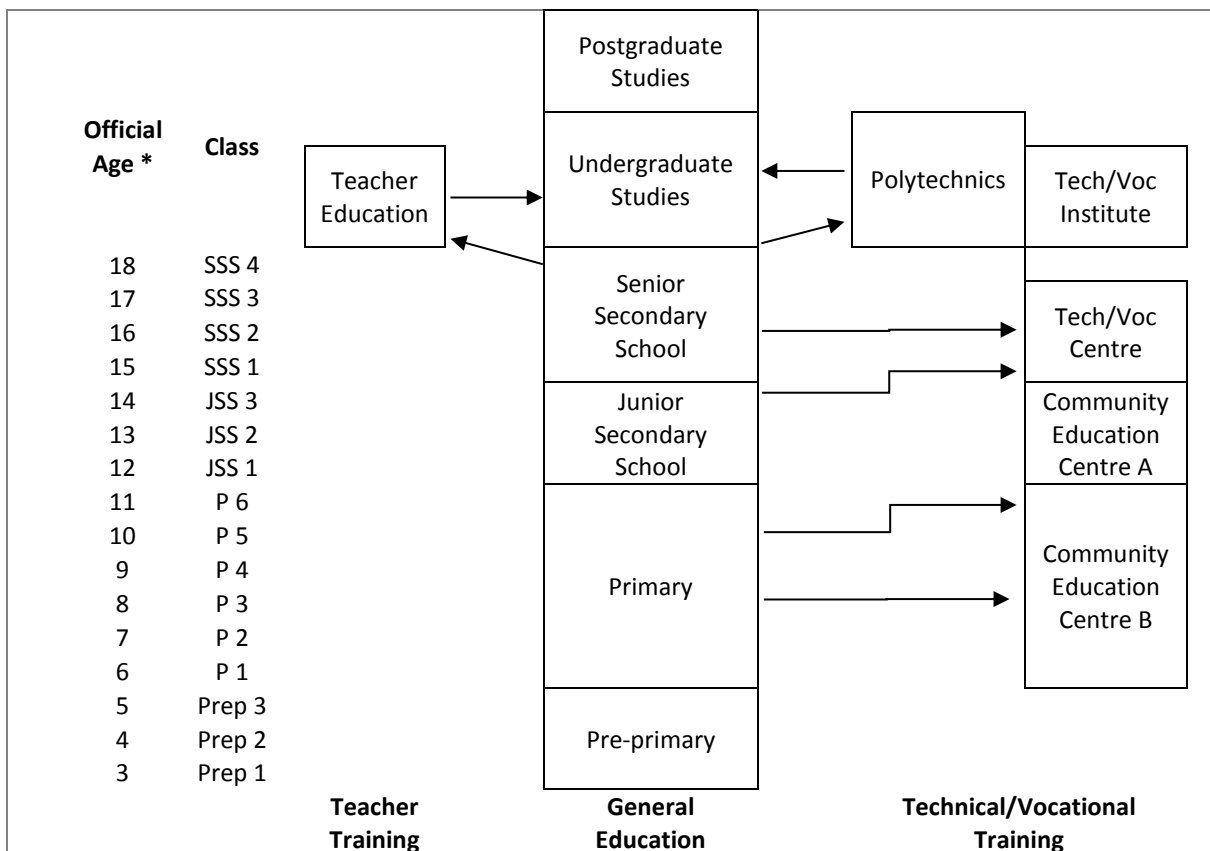 Postgraduate
Studies
Official
Age *
Class
Teacher
Education
Undergraduate
Studies
Polytechnics
Tech/Voc
Institute
18 SSS 4
17 SSS 3
16 SSS 2
15 SSS 1
14 JSS 3
13 JSS 2
12 JSS 1
11 P 6
10 P 5
9 P 4
8 P 3
7 P 2
6 P 1
5 Prep 3
4 Prep 2
3 Prep 1
Senior
Secondary
School
Tech/Voc
Centre
Junior
Secondary
School
Community
Education
Centre A
Primary
Community
Education
Centre B
Pre-primary
Teacher
Training
General
Education
Technical/Vocational
Training